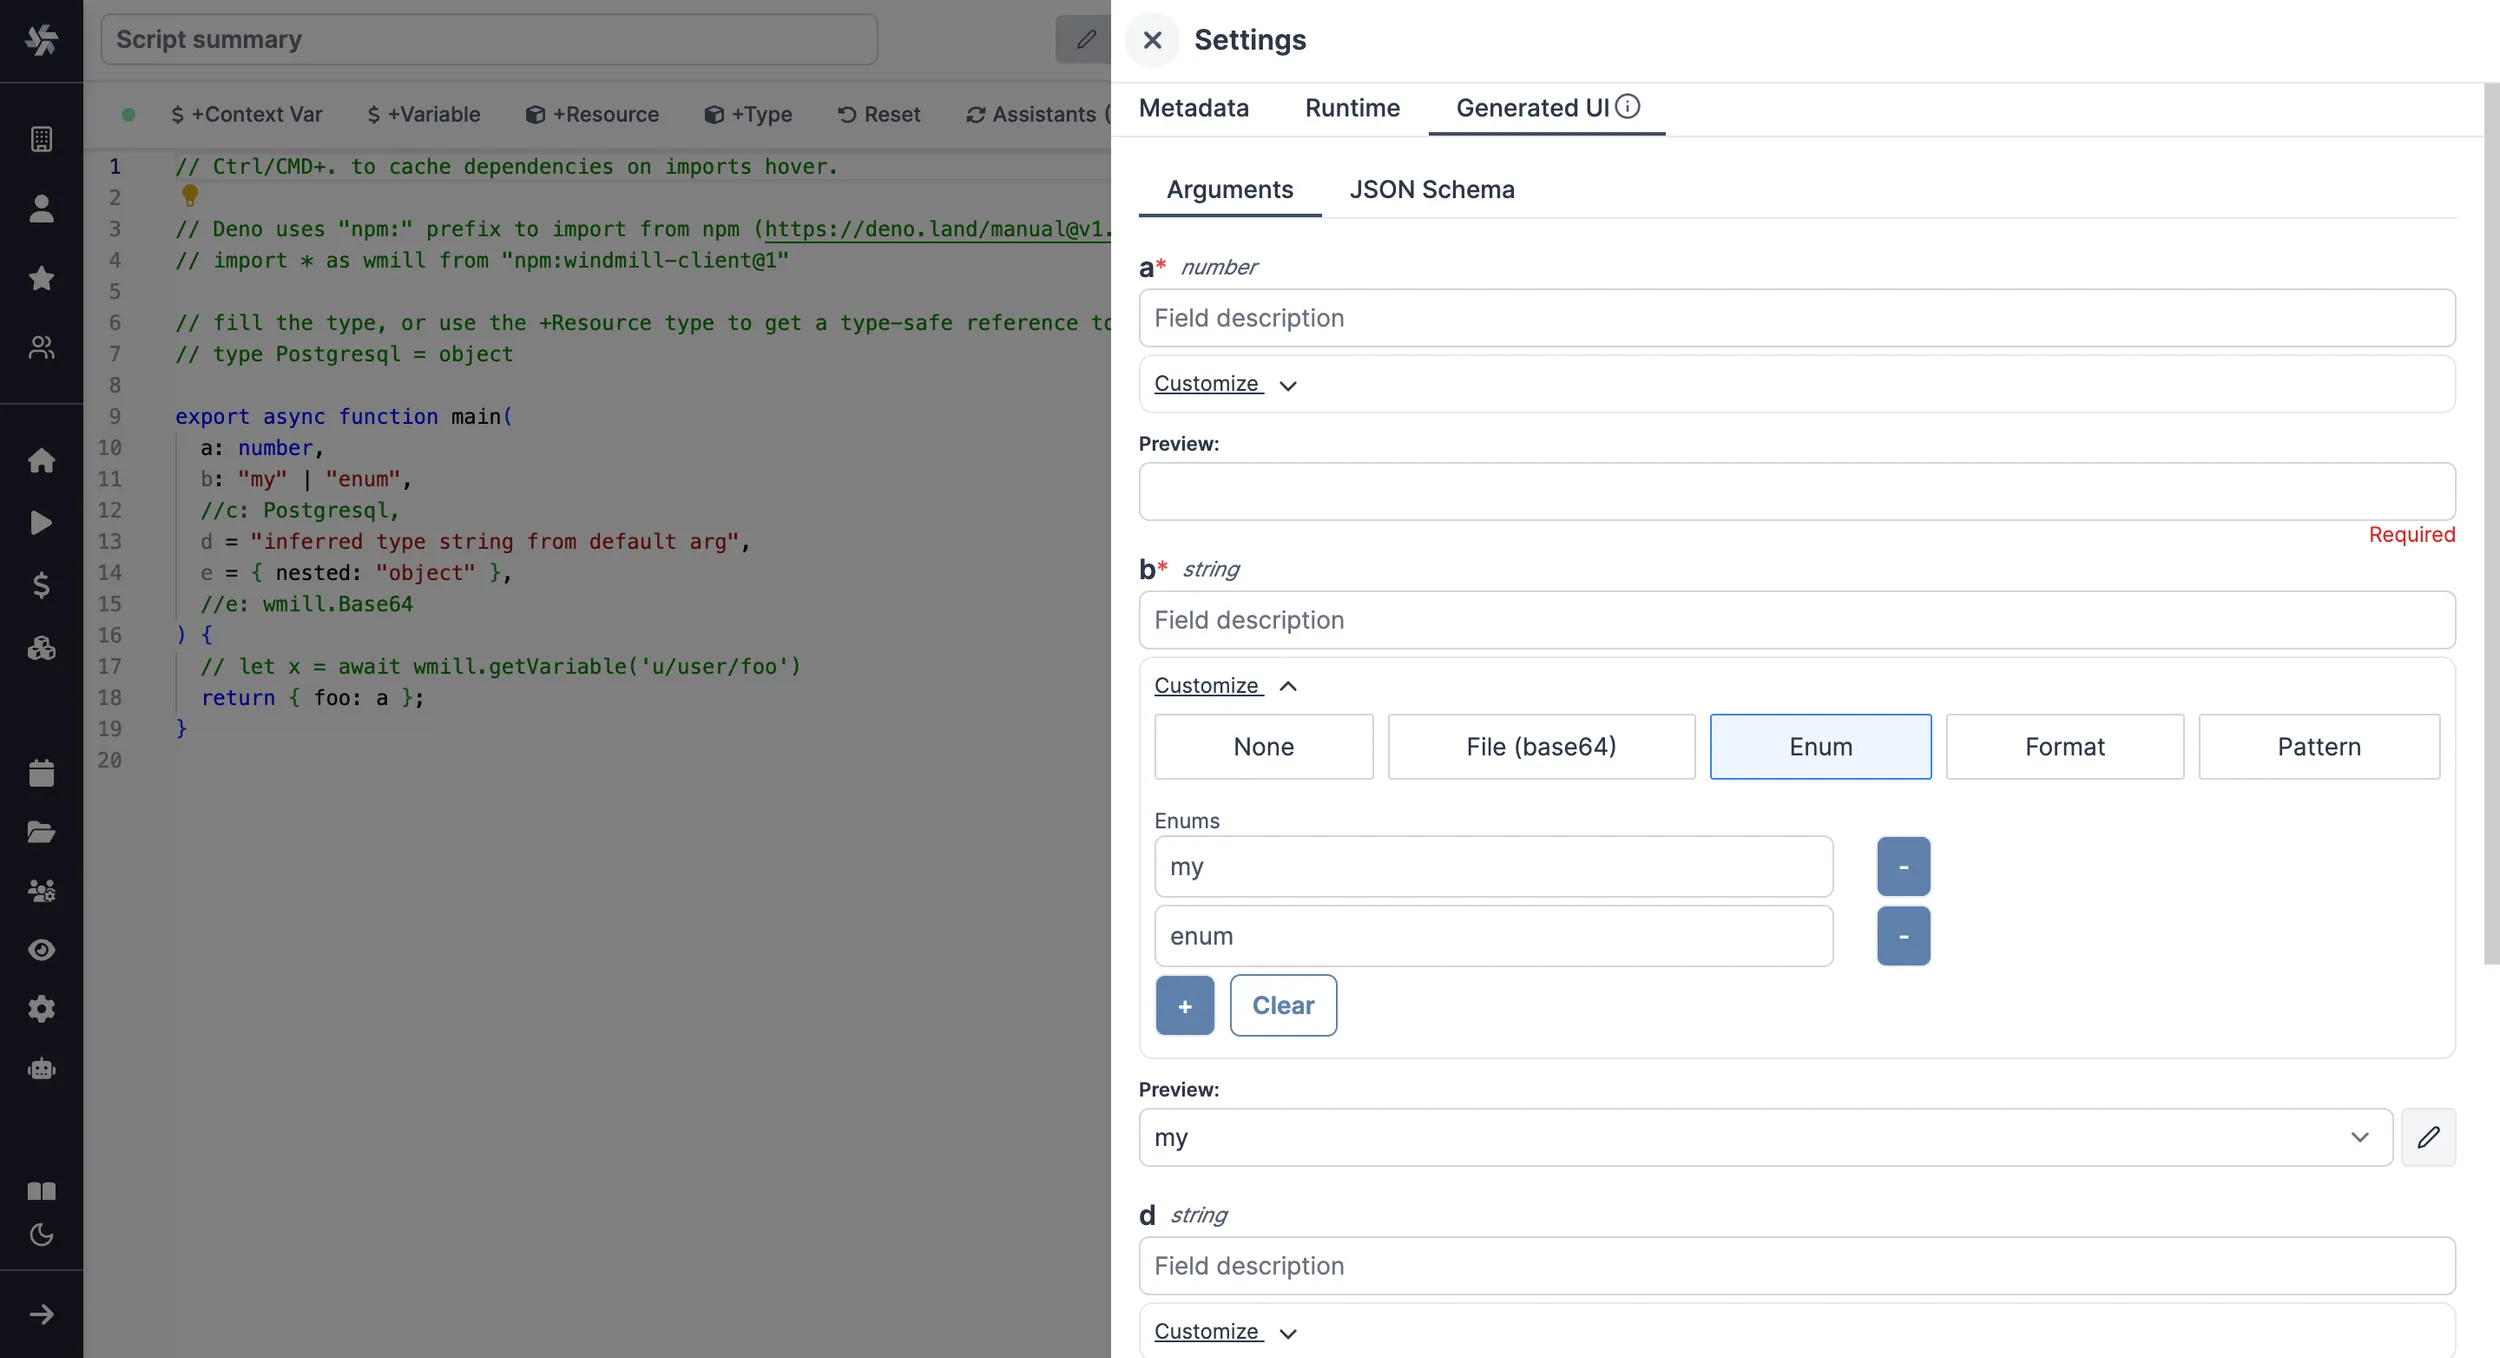 Script summary
$ +Context Var
$ +Variable
+Resource
+Type
Reset
Assistants (
1 // Ctrl/CMD+. to cache dependencies on imports hover.
2
3 // Deno uses "npm:" prefix to import from npm (https://deno.land/manual@v1.
4 // import * as wmill from "npm:windmill-client@1"
5
6 // fill the type, or use the +Resource type to get a type-safe reference to
7 // type Postgresql = object
8
9 export async function main(
10 a: number,
11 b: "my" | "enum",
12 //c: Postgresql,
13 d = "inferred type string from default arg",
14 e = { nested: "object" },
15 //e: wmill.Base64
16 ) {
17 // let x = await wmill.getVariable('u/user/foo')
18 return { foo: a };
19 }
20
Settings
Metadata
Runtime
Generated UI
Arguments
JSON Schema
a* number
Field description
Customize
Preview:
Required
b* string
Field description
Customize
None
File (base64)
Enum
Format
Pattern
Enums
my
-
enum
-
+
Clear
Preview:
my
d string
Field description
Customize